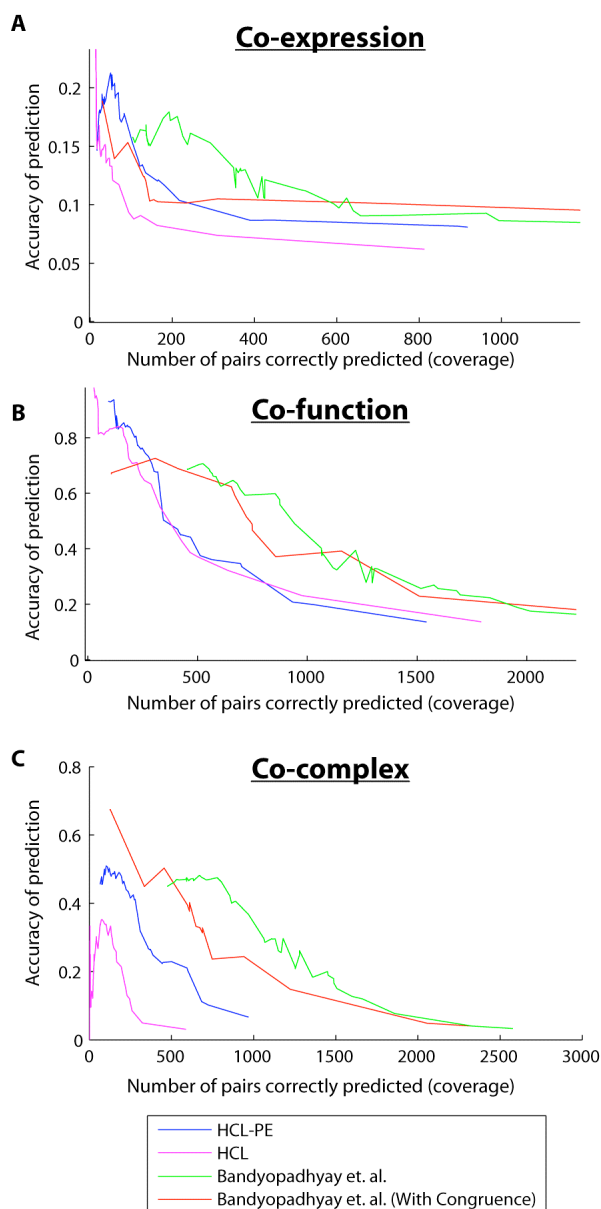 A
Co-expression
Accuracy of prediction
0.2
0.15
0.1
0.05
0
0 200 400 600 800 1000
Number of pairs correctly predicted (coverage)
B
Co-function
Accuracy of prediction
0.8
0.6
0.4
0.2
0
0 500 1000 1500 2000
Number of pairs correctly predicted (coverage)
C
Co-complex
Accuracy of prediction
0.8
0.6
0.4
0.2
0
0 500 1000 1500 2000 2500 3000
Number of pairs correctly predicted (coverage)
HCL-PE
HCL
Bandyopadhyay et. al.
Bandyopadhyay et. al. (With Congruence)